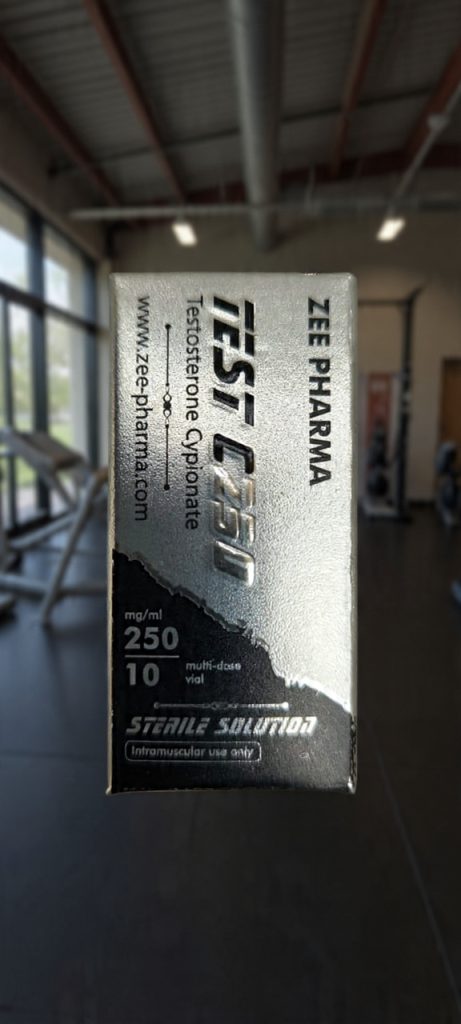 ZEE PHARMA
TEST C250
Testosterone Cypionate
www.zee-pharma.com
mg/ml
250
10
multi-dose
vial
STERILE SOLUTION
Intramuscular use only